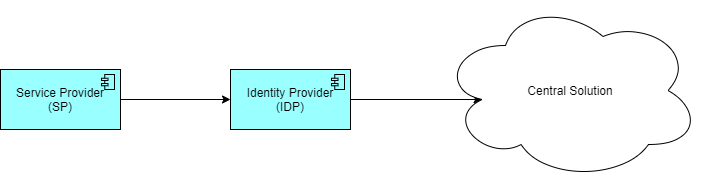 Service Provider
(SP)
Identity Provider
(IDP)
Central Solution